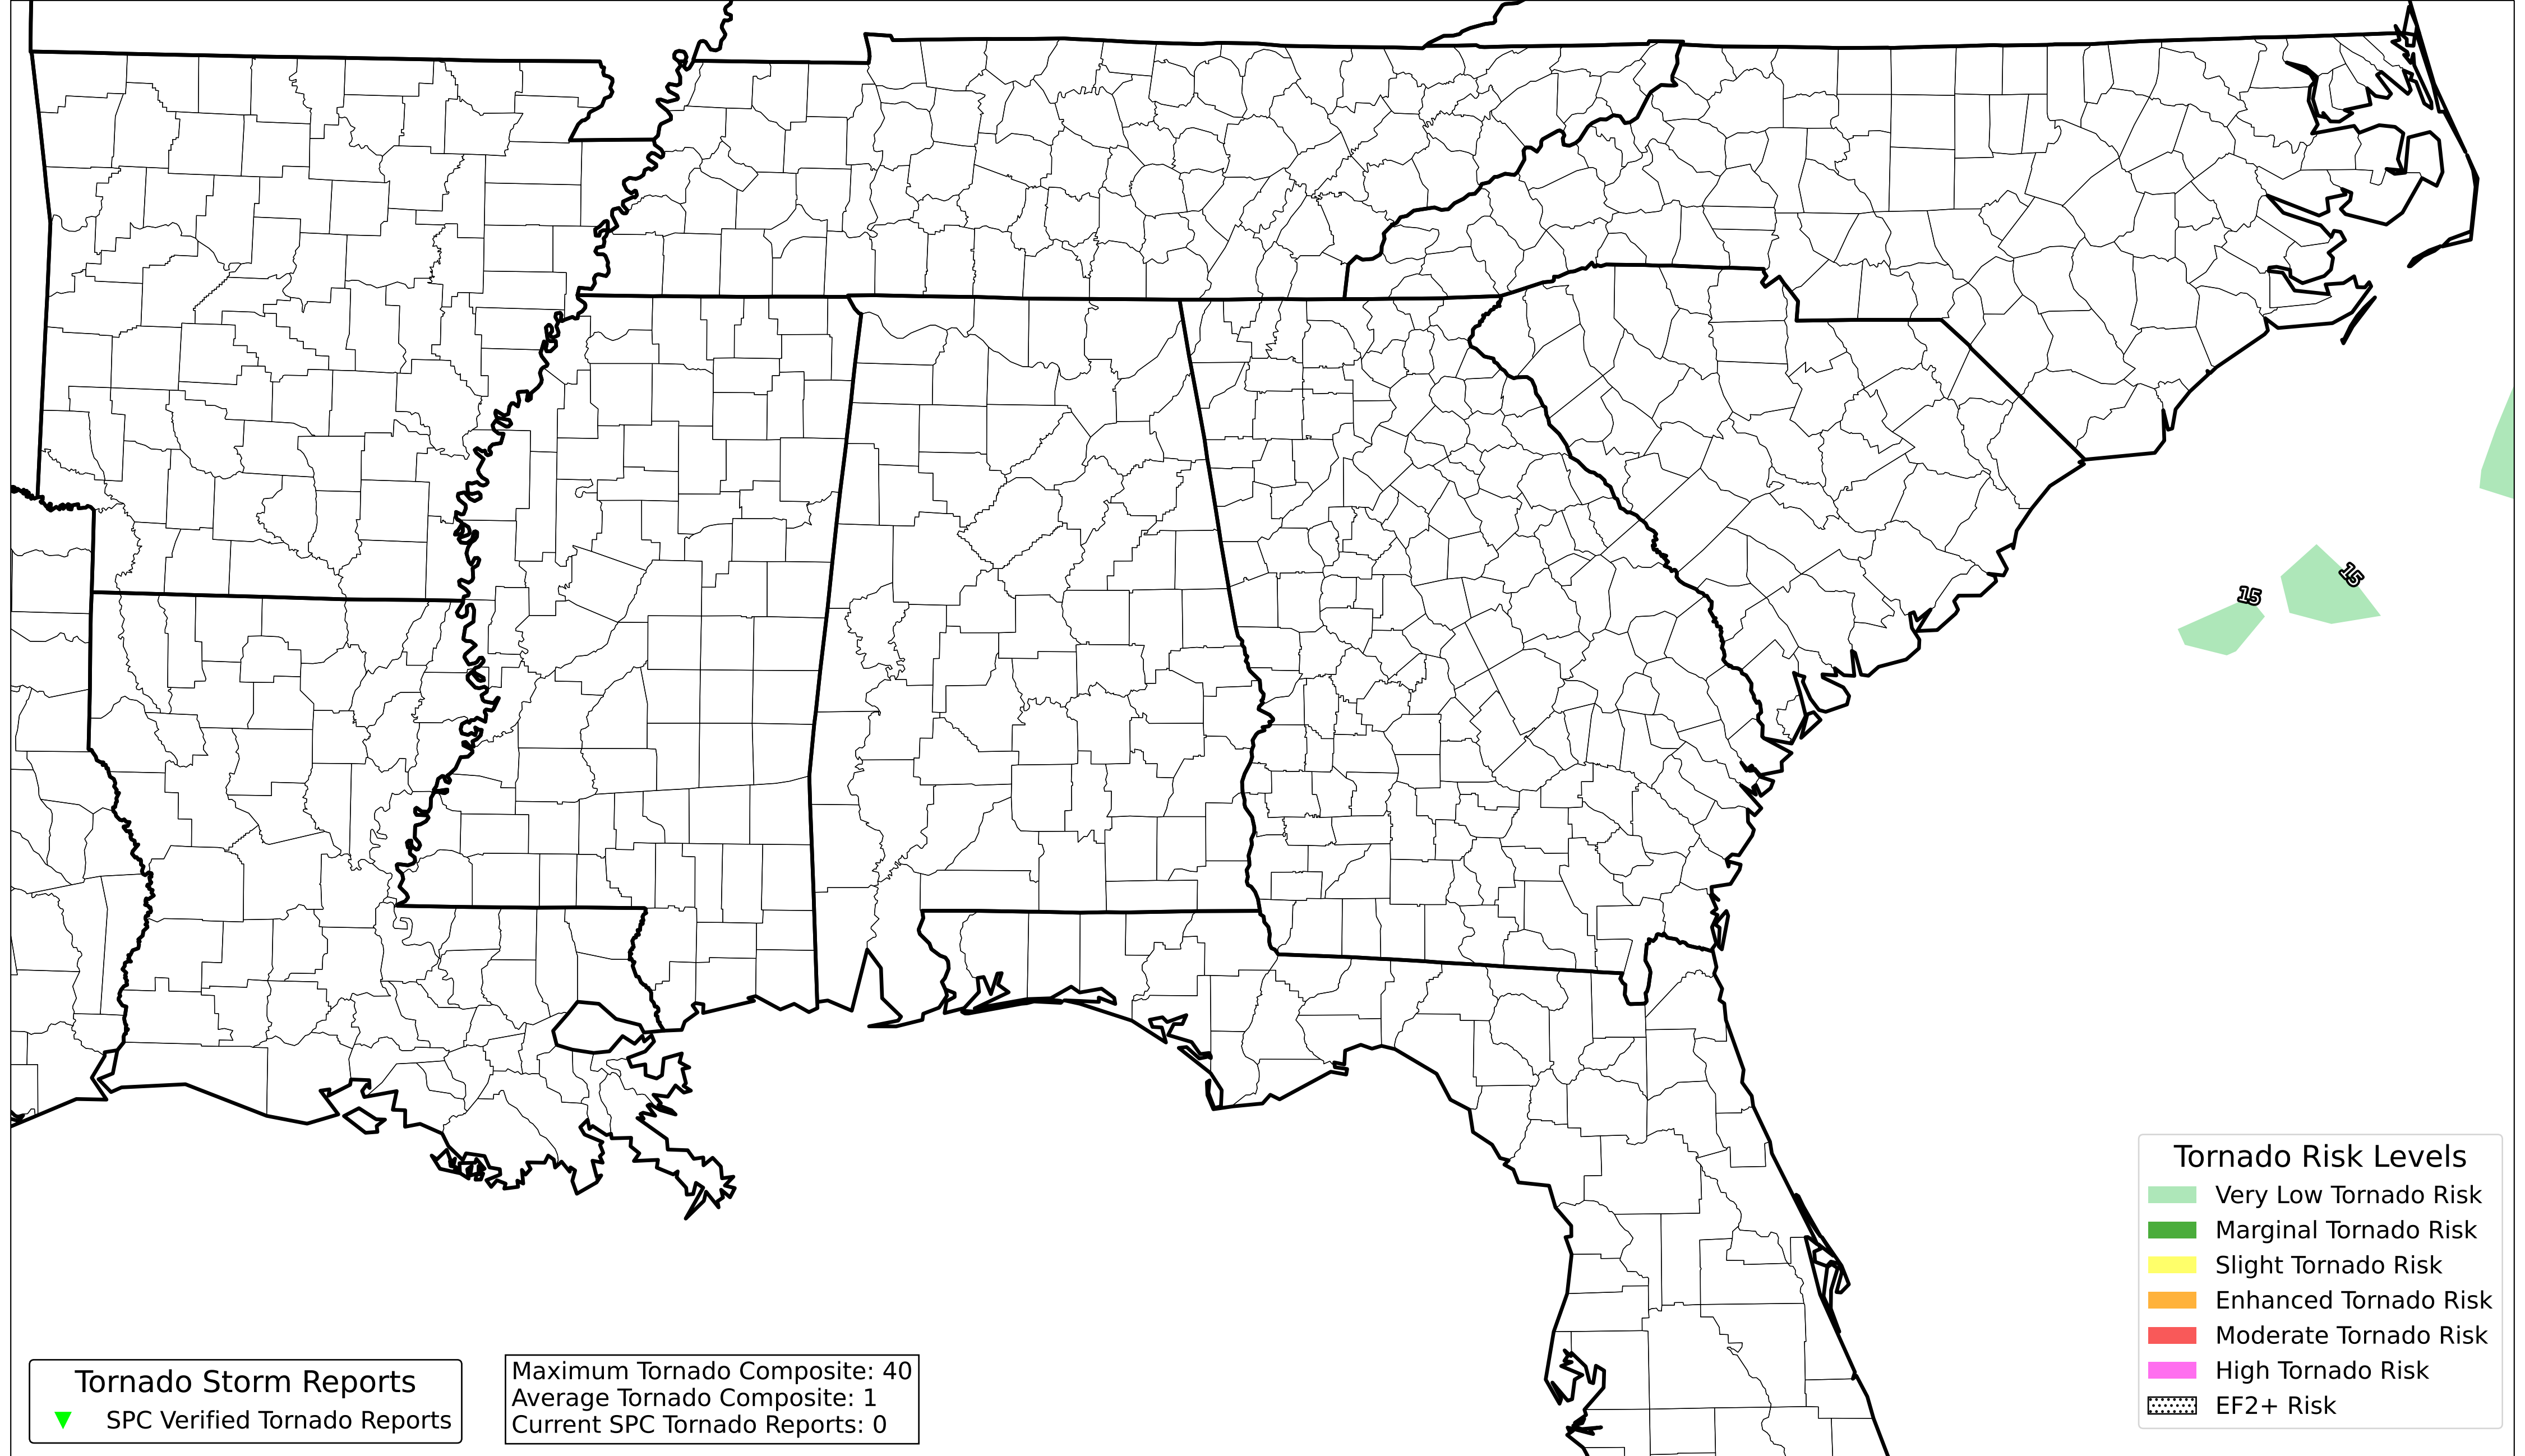 15
15
Tornado Risk Levels
Very Low Tornado Risk
Marginal Tornado Risk
Slight Tornado Risk
Enhanced Tornado Risk
Moderate Tornado Risk
High Tornado Risk
EF2+ Risk
Tornado Storm Reports
SPC Verified Tornado Reports
Maximum Tornado Composite: 40
Average Tornado Composite: 1
Current SPC Tornado Reports: 0